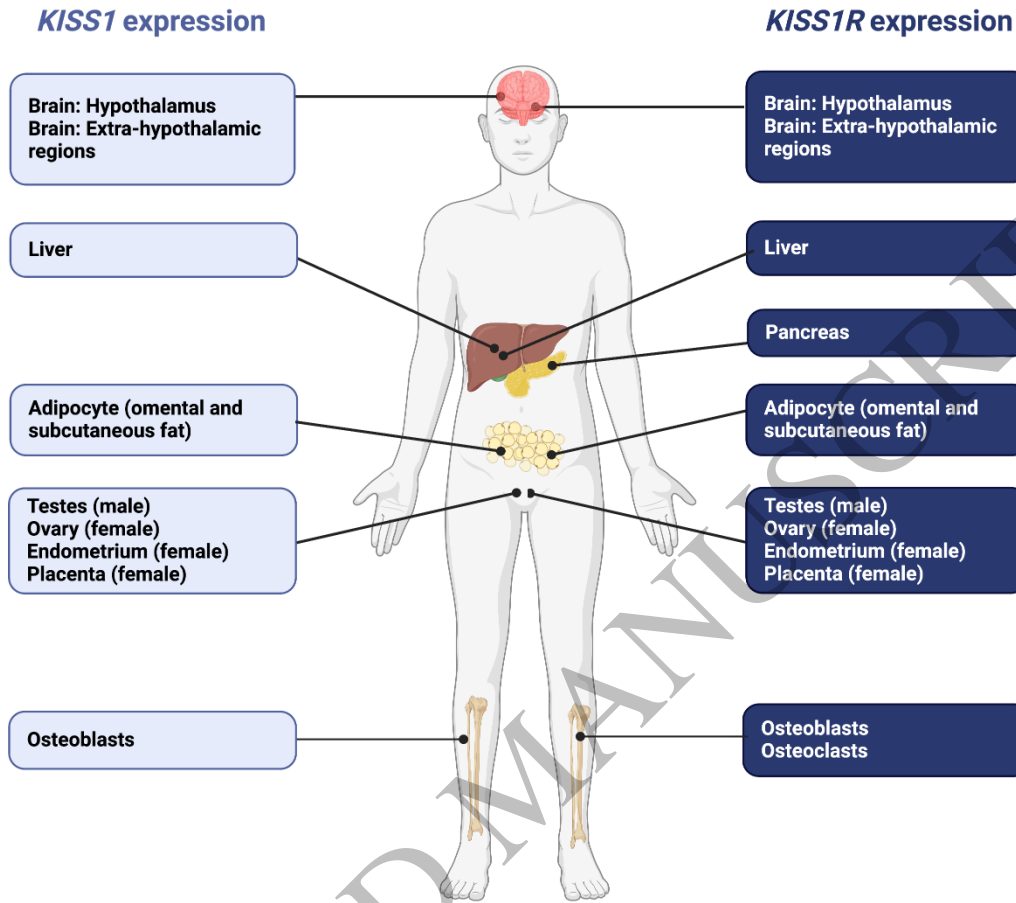 KISS1 expression
KISS1R expression
Brain: Hypothalamus
Brain: Extra-hypothalamic
regions
Brain: Hypothalamus
Brain: Extra-hypothalamic
regions
Liver
Liver
Pancreas
Adipocyte (omental and
subcutaneous fat)
Adipocyte (omental and
subcutaneous fat)
Testes (male)
Ovary (female)
Endometrium (female)
Placenta (female)
Testes (male)
Ovary (female)
Endometrium (female)
Placenta (female)
Osteoblasts
Osteoblasts
Osteoclasts
D MANUSCRI